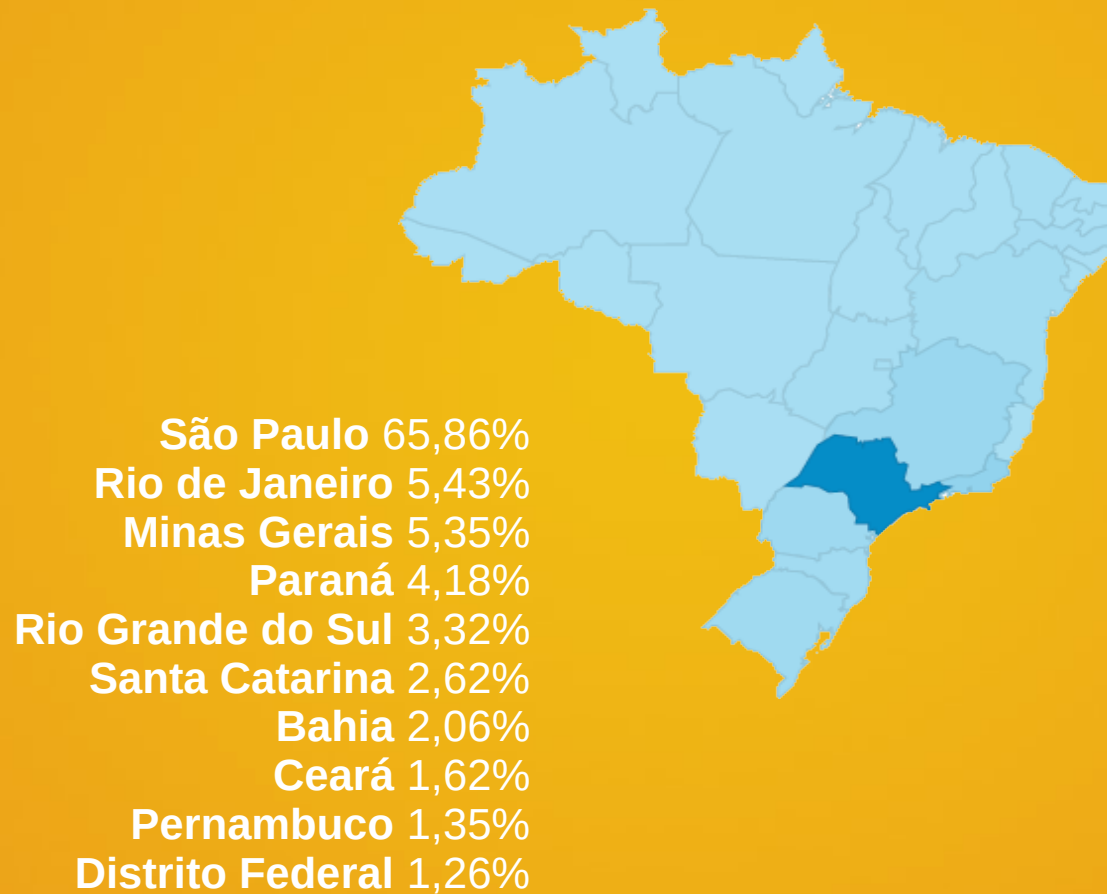 São Paulo 65,86%
Rio de Janeiro 5,43%
Minas Gerais 5,35%
Paraná 4,18%
Rio Grande do Sul 3,32%
Santa Catarina 2,62%
Bahia 2,06%
Ceará 1,62%
Pernambuco 1,35%
Distrito Federal 1,26%